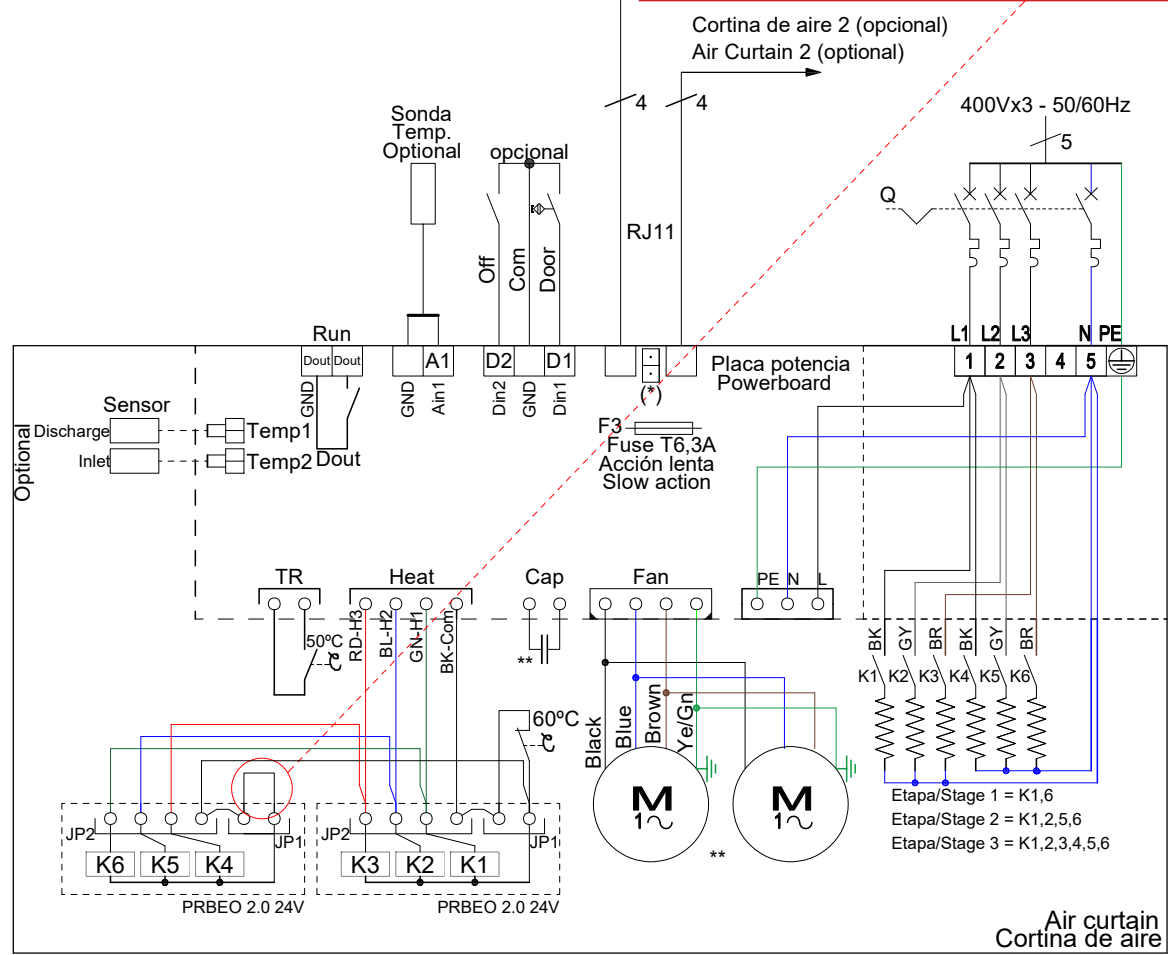 Cortina de aire 2 (opcional)
Air Curtain 2 (optional)
4
4
400Vx3 - 50/60Hz
5
Sonda
Temp.
Optional
opcional
Q
RJ11
Off
Com
Door
L1 L2 L3 N PE
Run
Dout Dout
A1
D2
D1
1 2 3 4 5
Placa potencia
Powerboard
(*)
GND
GND
Ain1
Din2
GND
Din1
Sensor
Discharge
Temp1
Inlet
Temp2
Dout
Optional
F3
Fuse T6,3A
Acción lenta
Slow action
TR
Heat
Cap
Fan
PE N L
50ºC
RD-H3
BL-H2
GN-H1
BK-Com
**
BK
GY
BR
BK
GY
BR
K1 K2 K3 K4 K5 K6
60ºC
Black
Blue
Brown
Ye/Gn
M
1
M
1
**
Etapa/Stage 1 = K1,6
Etapa/Stage 2 = K1,2,5,6
Etapa/Stage 3 = K1,2,3,4,5,6
JP2
JP1
JP2
JP1
K6
K5
K4
K3
K2
K1
PRBEO 2.0 24V
PRBEO 2.0 24V
Air curtain
Cortina de aire